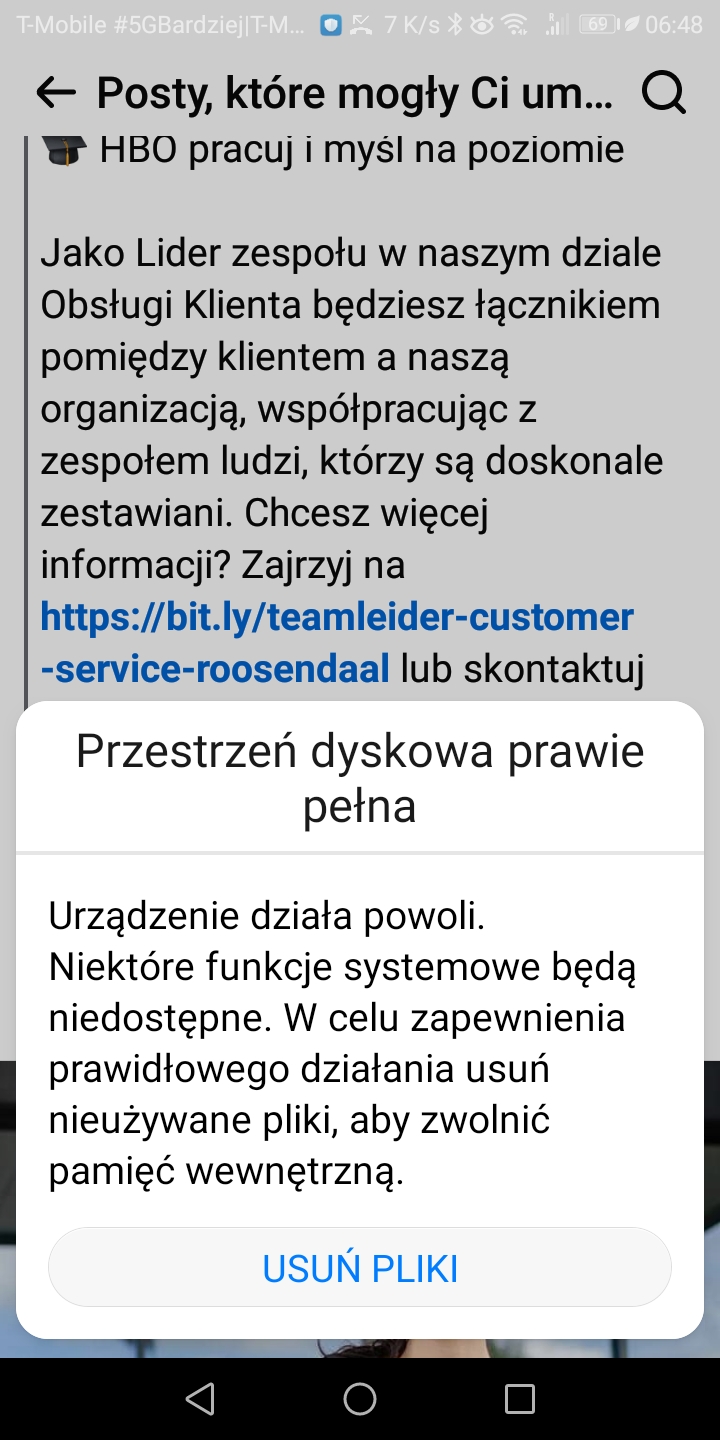 T-Mobile #5GBardziej|T-M... 7 K/s 69 06:48
Posty, które mogły Ci um...
HBO pracuj i myśl na poziomie
Jako Lider zespołu w naszym dziale
Obsługi Klienta będziesz łącznikiem
pomiędzy klientem a naszą
organizacją, współpracując z
zespołem ludzi, którzy są doskonale
zestawiani. Chcesz więcej
informacji? Zajrzyj na
https://bit.ly/teamleider-customer
-service-roosendaal lub skontaktuj
Przestrzeń dyskowa prawie
pełna
Urządzenie działa powoli.
Niektóre funkcje systemowe będą
niedostępne. W celu zapewnienia
prawidłowego działania usuń
nieużywane pliki, aby zwolnić
pamięć wewnętrzną.
USUŃ PLIKI